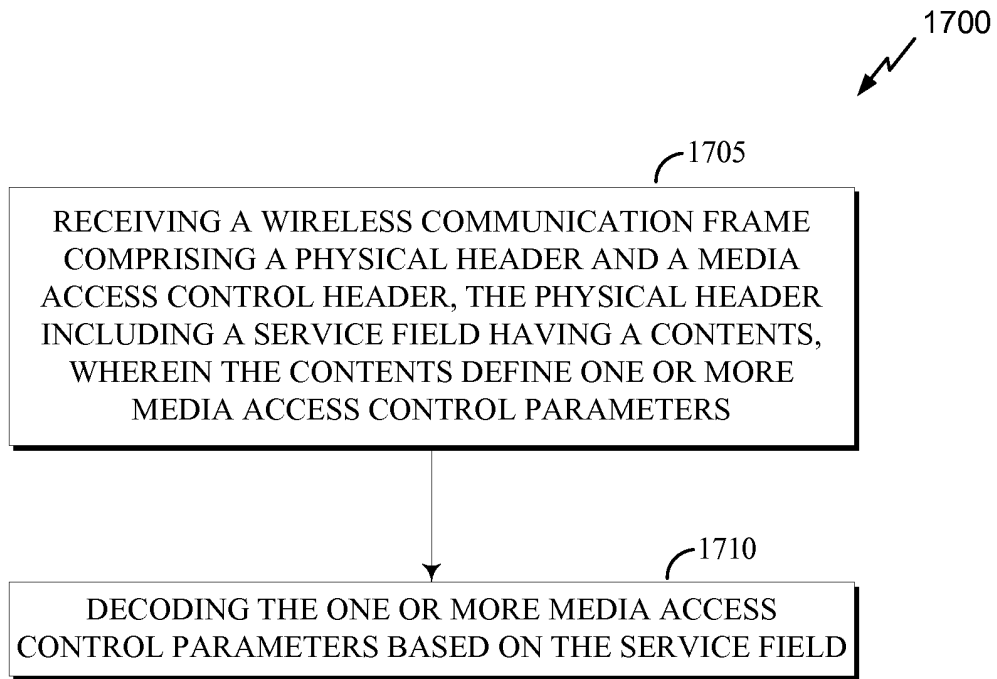 1700
1705
RECEIVING A WIRELESS COMMUNICATION FRAME
COMPRISING A PHYSICAL HEADER AND A MEDIA
ACCESS CONTROL HEADER, THE PHYSICAL HEADER
INCLUDING A SERVICE FIELD HAVING A CONTENTS,
WHEREIN THE CONTENTS DEFINE ONE OR MORE
MEDIA ACCESS CONTROL PARAMETERS
1710
DECODING THE ONE OR MORE MEDIA ACCESS
CONTROL PARAMETERS BASED ON THE SERVICE FIELD